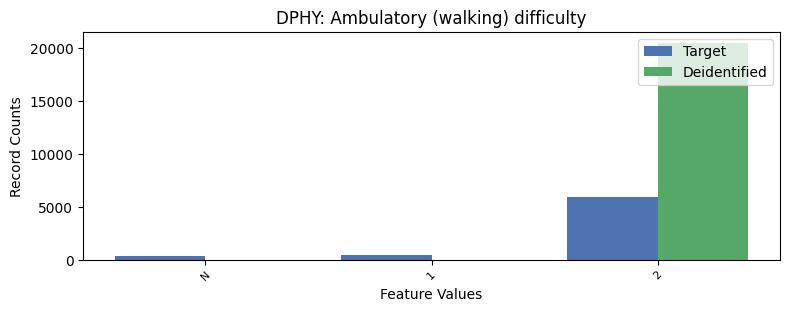 DPHY: Ambulatory (walking) difficulty
Target
Deidentified
Record Counts
20000
15000
10000
5000
0
N
1
2
Feature Values